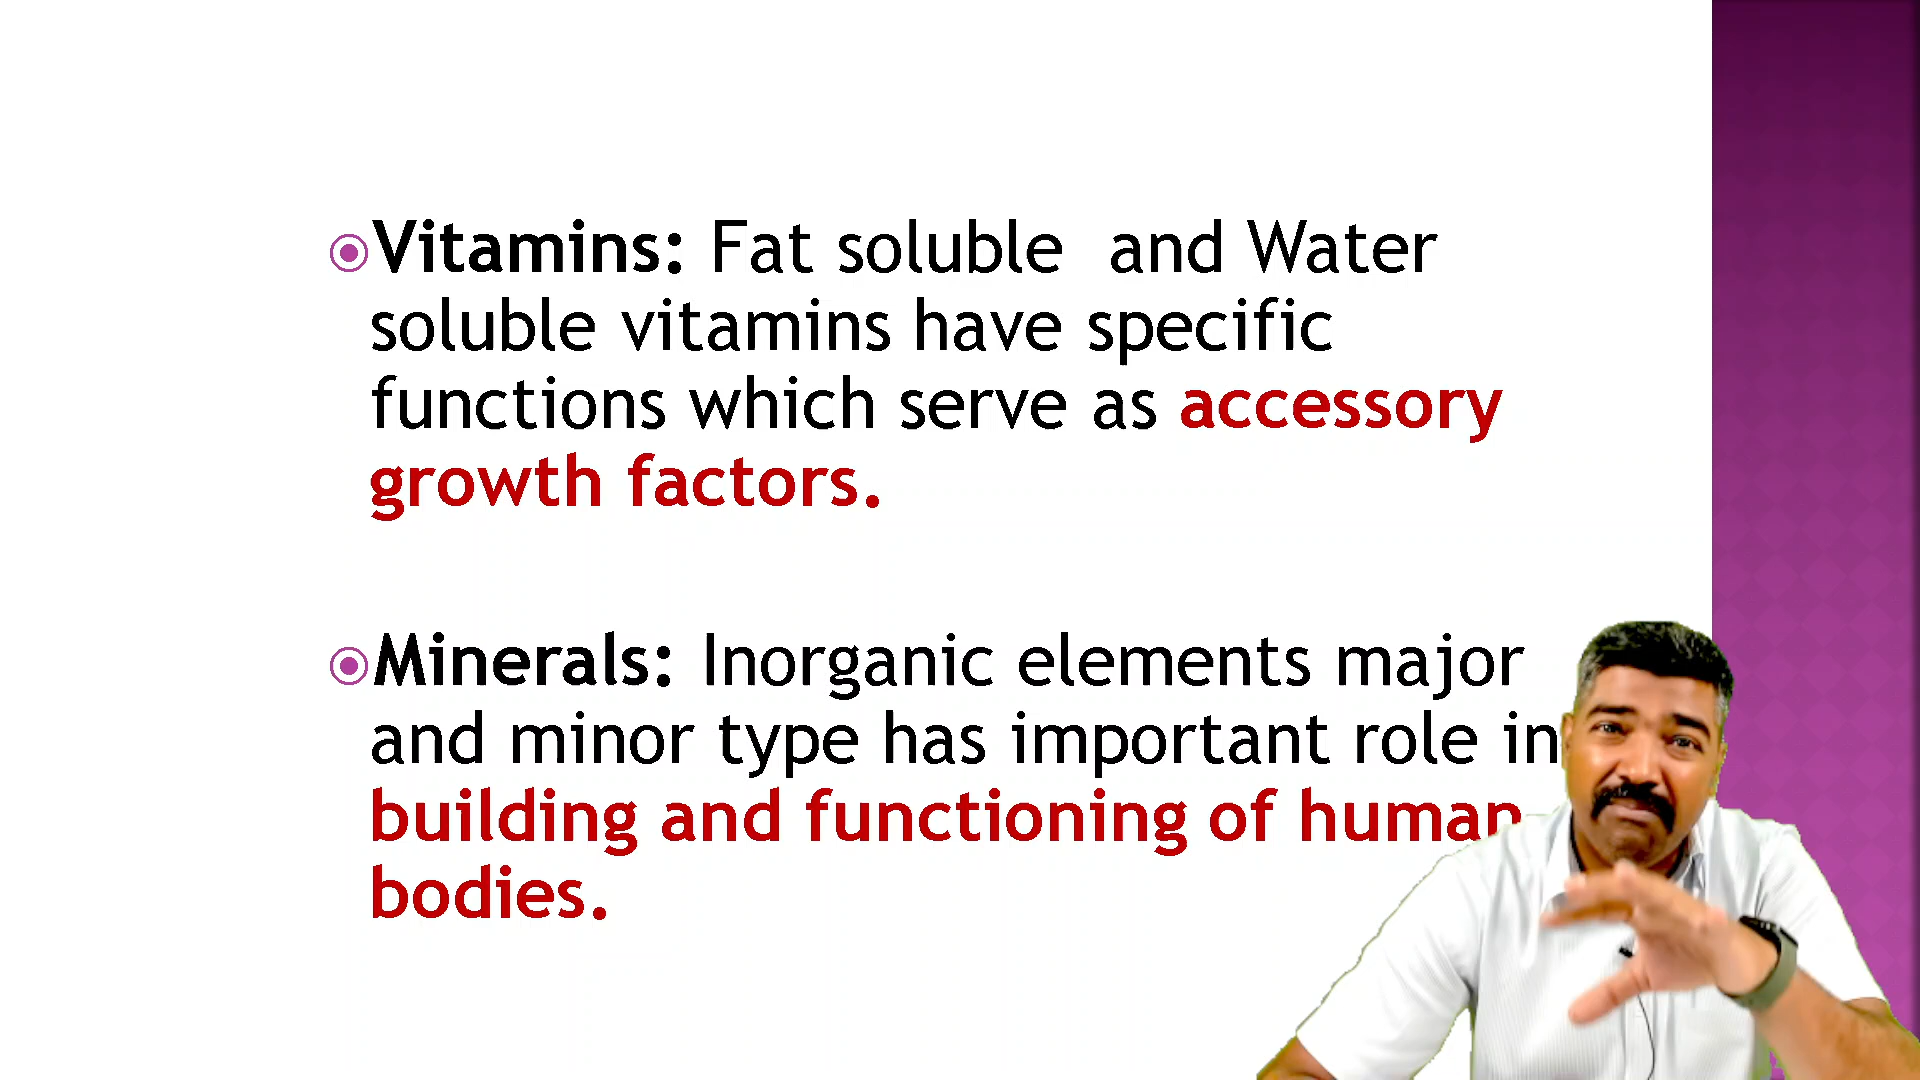 Vitamins: Fat soluble and Water
soluble vitamins have specific
functions which serve as accessory
growth factors.
Minerals: Inorganic elements major
and minor type has important role in
building and functioning of human
bodies.